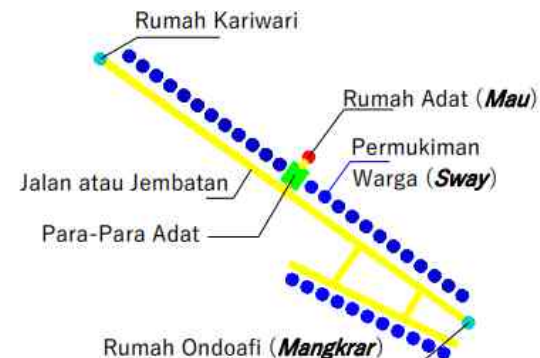 Rumah Kariwari
Rumah Adat (Mau)
Permukiman
Warga (Sway)
Jalan atau Jembatan
Para-Para Adat
Rumah Ondoafi (Mangkrar)